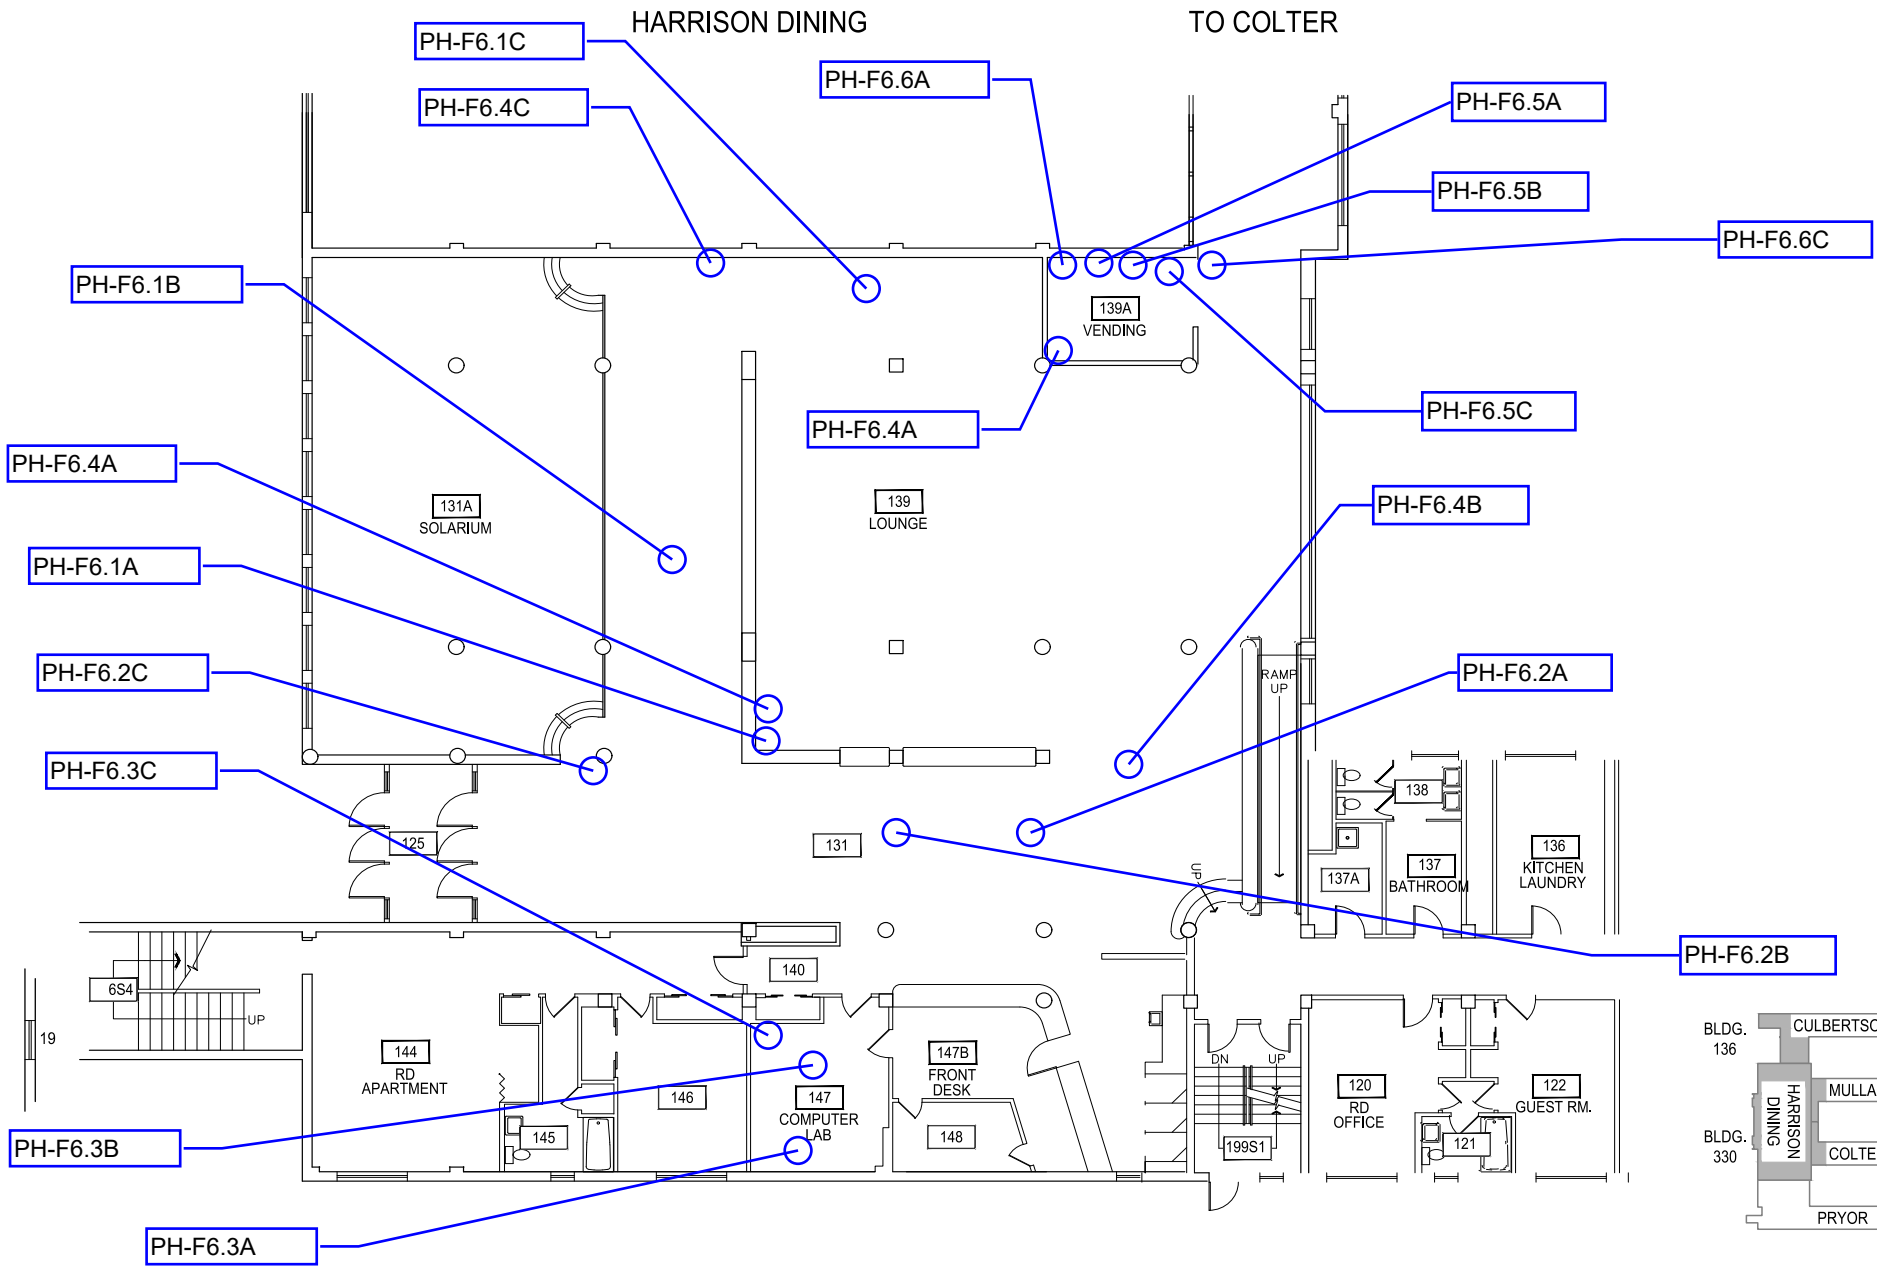 HARRISON DINING
TO COLTER
PH-F6.1C
PH-F6.6A
PH-F6.4C
PH-F6.5A
PH-F6.5B
PH-F6.6C
PH-F6.1B
139A
VENDING
PH-F6.4A
PH-F6.5C
PH-F6.4A
131A
SOLARIUM
139
LOUNGE
PH-F6.4B
PH-F6.1A
PH-F6.2C
RAMP
UP
PH-F6.2A
PH-F6.3C
138
125
131
UP
137A
137
BATHROOM
136
KITCHEN
LAUNDRY
PH-F6.2B
140
6S4
UP
19
144
RD
APARTMENT
147B
FRONT
DESK
DN
UP
120
RD
OFFICE
122
GUEST RM.
146
147
COMPUTER
LAB
145
148
199S1
121
PH-F6.3B
PH-F6.3A
BLDG.
136
CULBERTSO
MULLA
HARRISON
DINING
BLDG.
330
COLTE
PRYOR